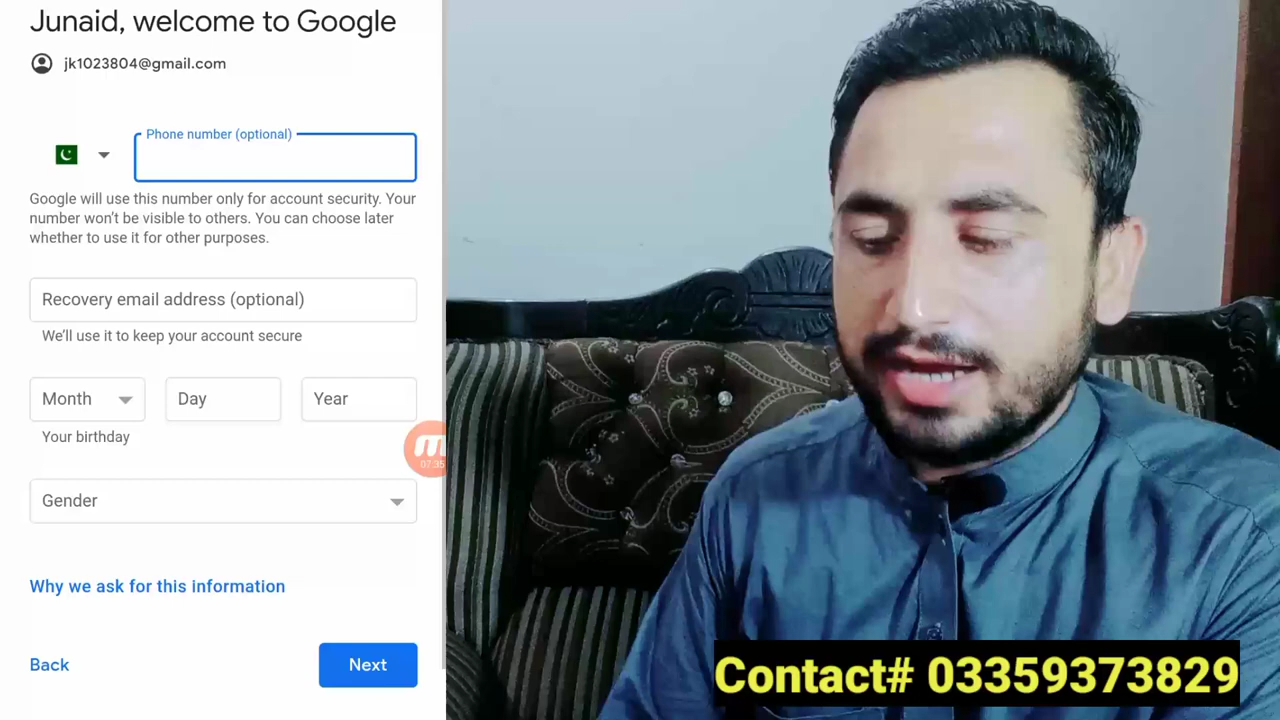 Junaid, welcome to Google
jk1023804@gmail.com
Phone number (optional)
Google will use this number only for account security. Your
number won't be visible to others. You can choose later
whether to use it for other purposes.
Recovery email address (optional)
We'll use it to keep your account secure
Month Day Year
Your birthday
07:35
Gender
Why we ask for this information
Back Next
Contact# 03359373829